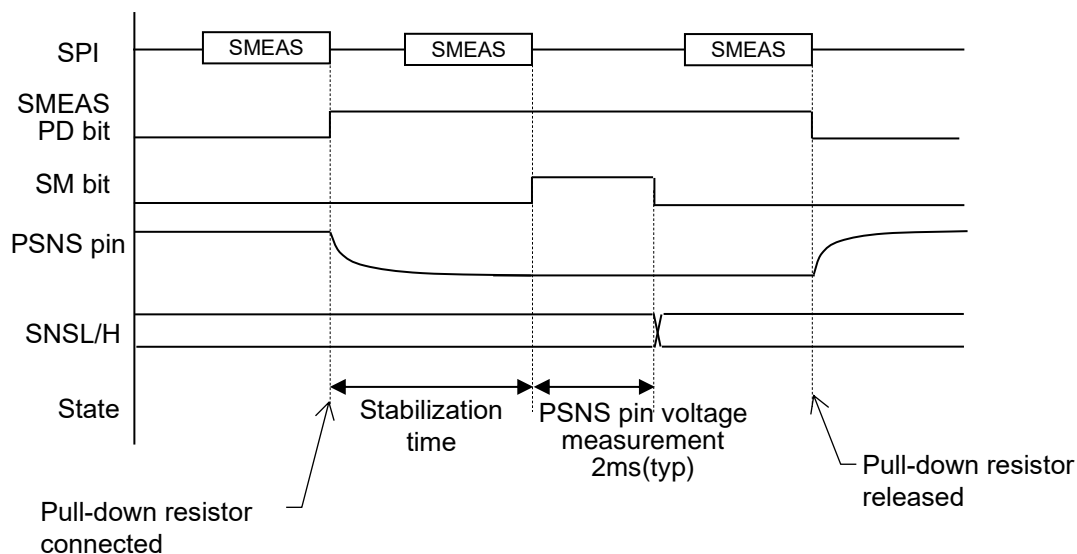 SPI
SMEAS
SMEAS
SMEAS
SMEAS
PD bit
SM bit
PSNS pin
SNSL/H
State
Stabilization
time
PSNS pin voltage
measurement
2ms(typ)
Pull-down resistor
released
Pull-down resistor
connected